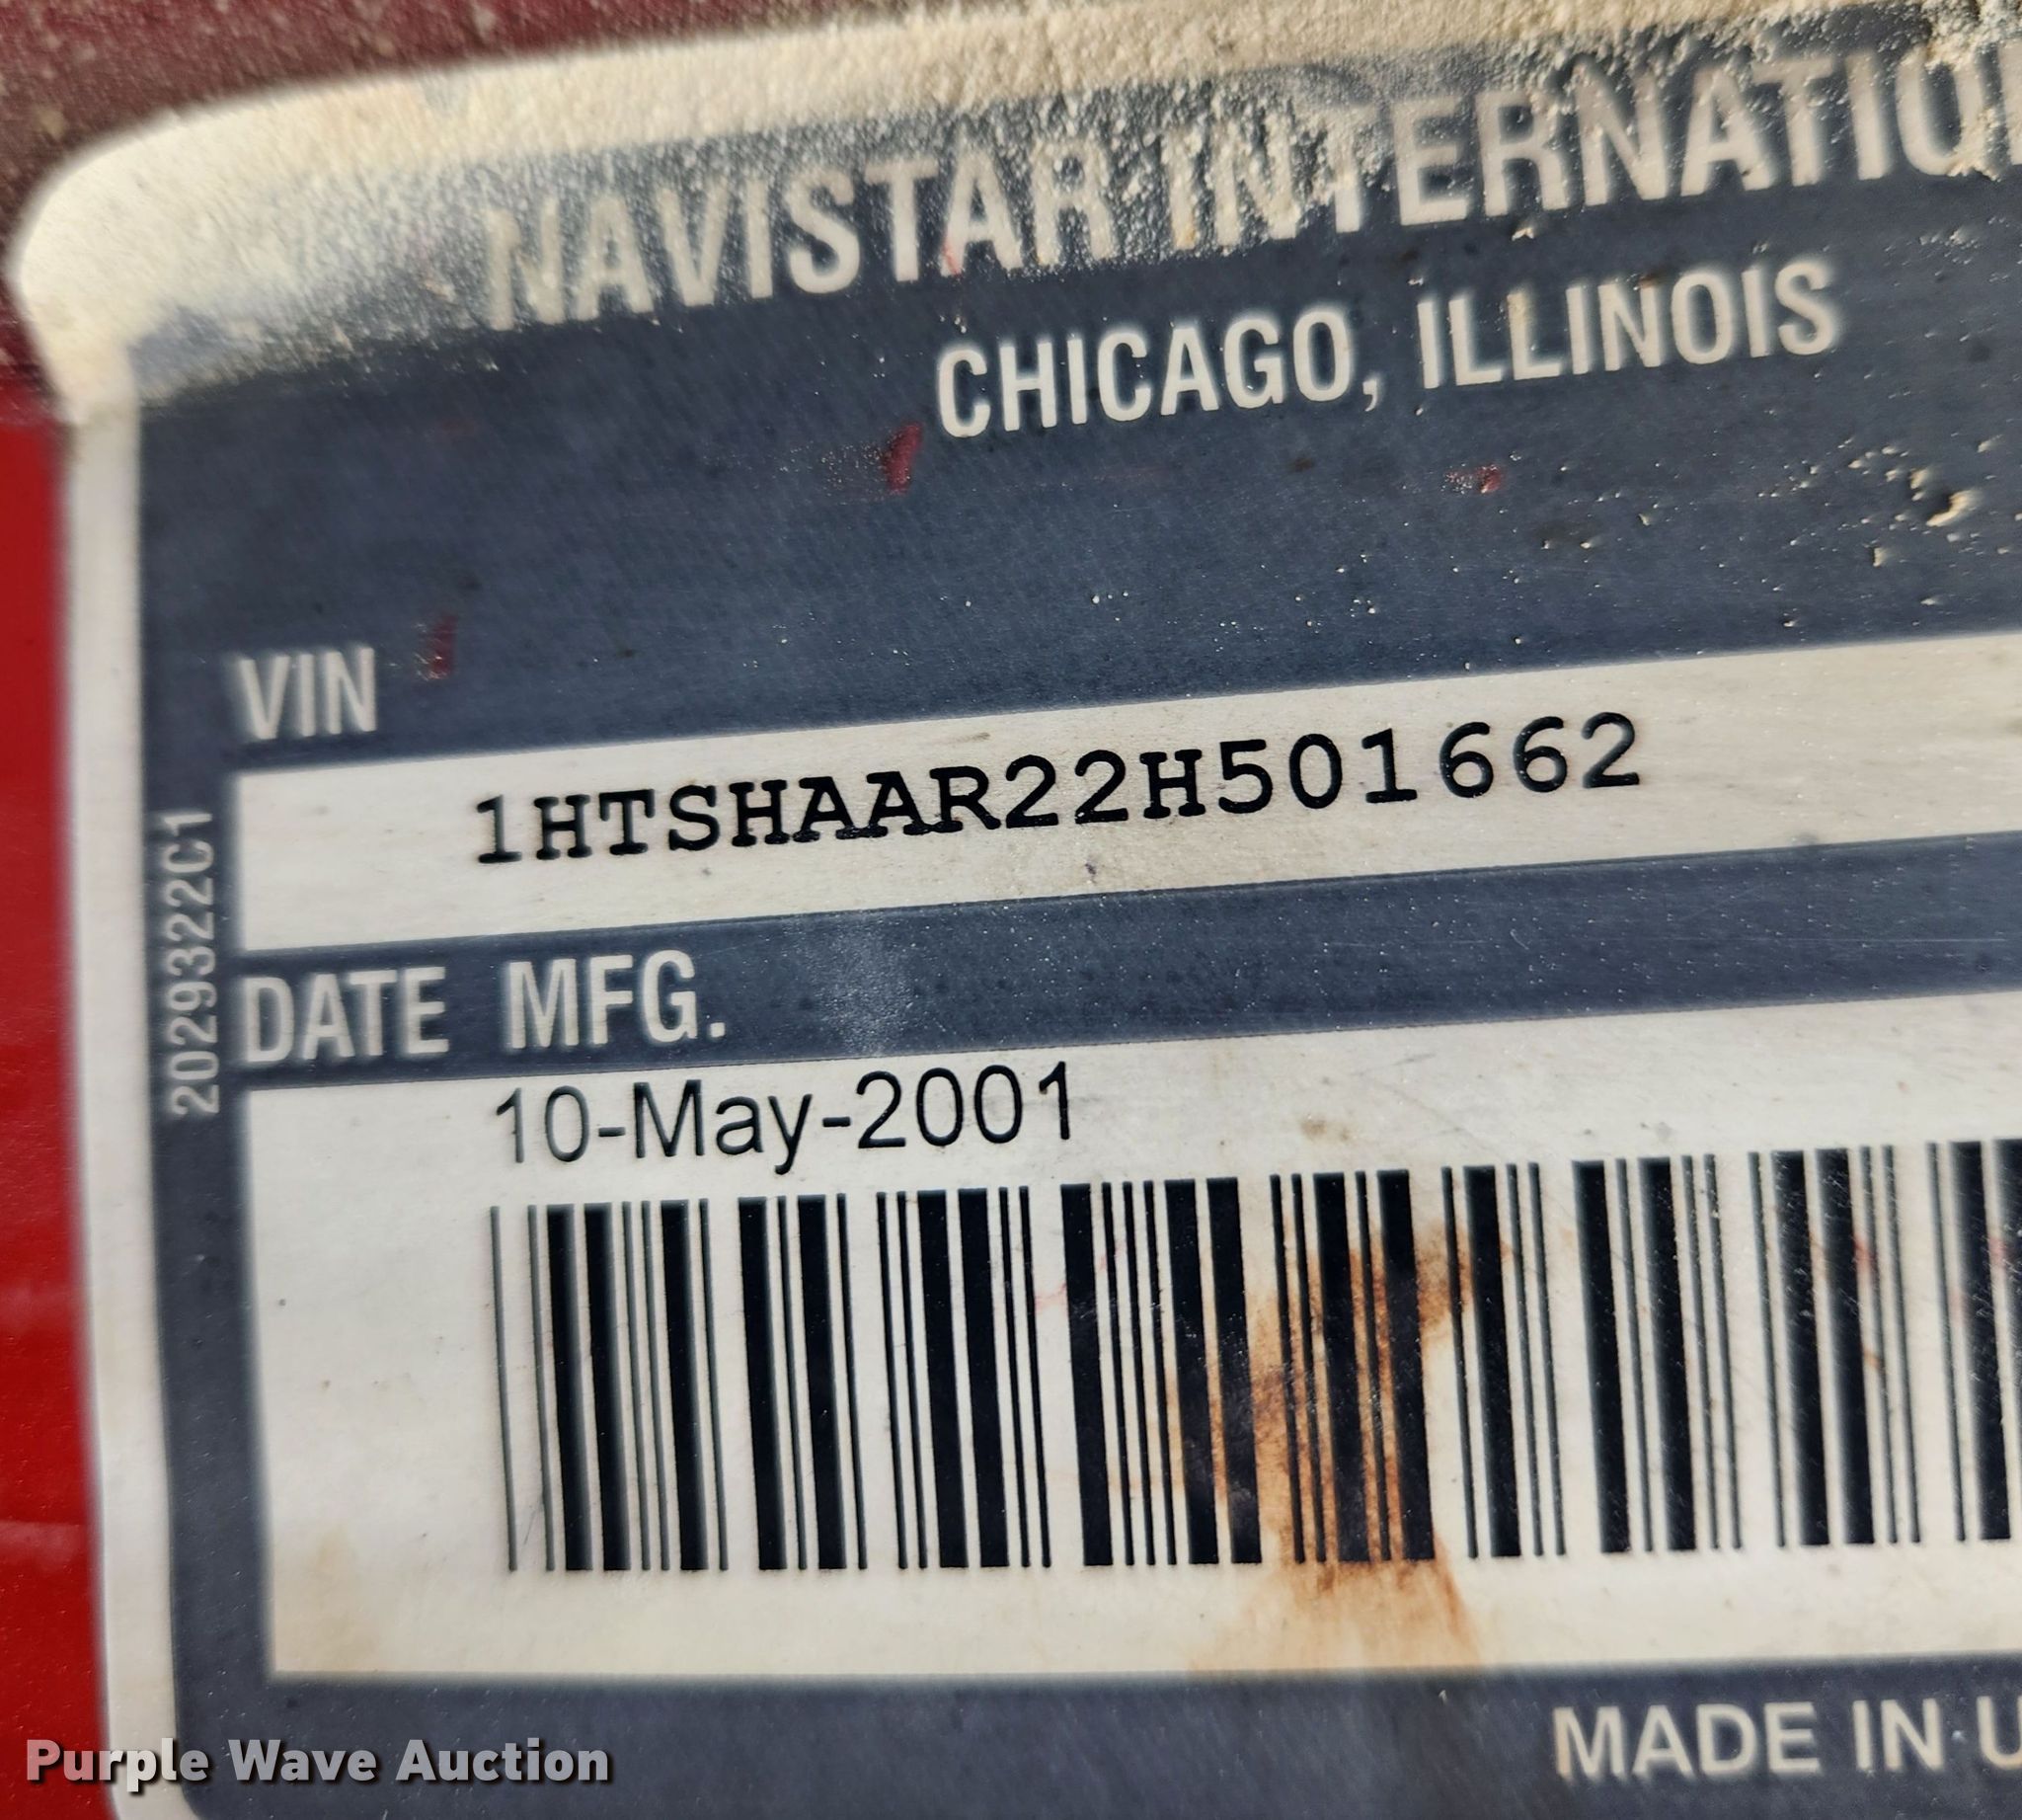 NAVISTAR INTERNATIO
CHICAGO, ILLINOIS
VIN
1HTSHAAR22H501662
2029322C1
DATE MFG.
10-May-2001
MADE IN U
Purple Wave Auction